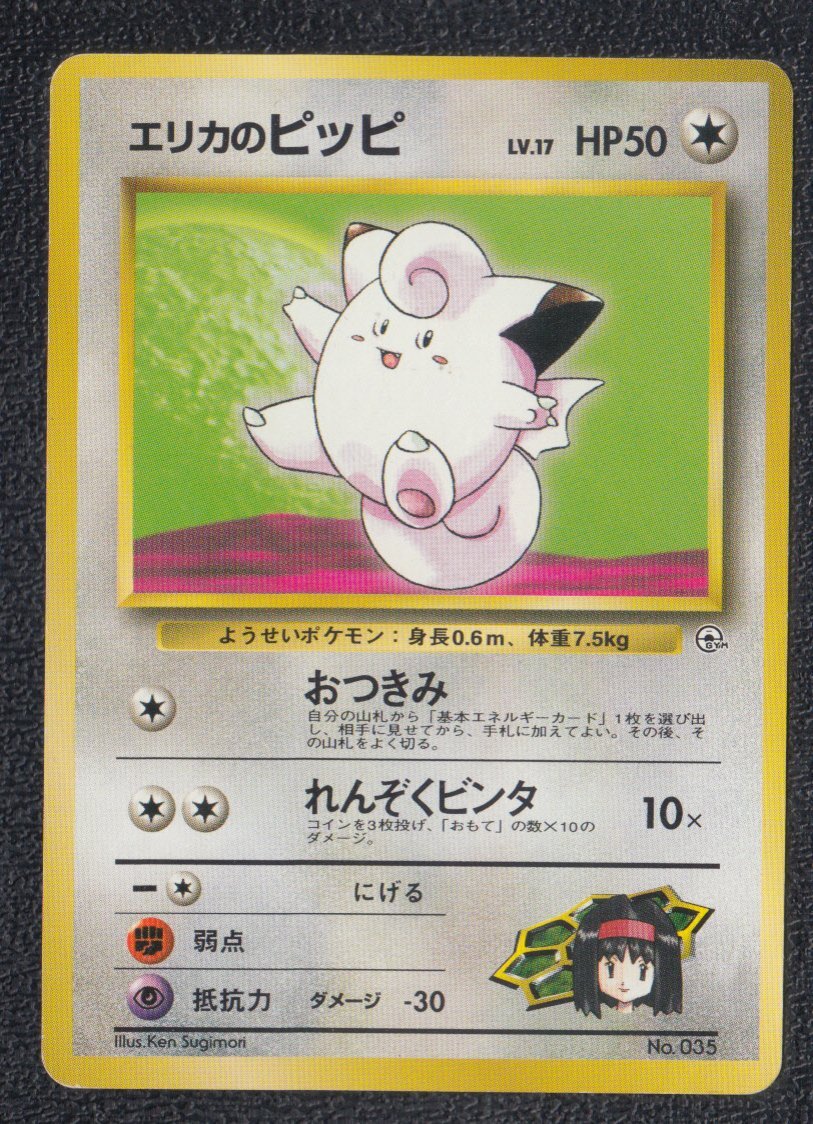 エリカのピッピ LV.17 HP50
ようせいポケモン：身長0.6m、体重7.5kg
GYM
おつきみ
自分の山札から「基本エネルギーカード」1枚を選び出
し、相手に見せてから、手札に加えてよい。その後、そ
の山札をよく切る。
れんぞくビンタ 10×
コインを3枚投げ、「おもて」の数×10の
ダメージ。
にげる
弱点
抵抗力 ダメージ -30
Illus.Ken Sugimori No.035